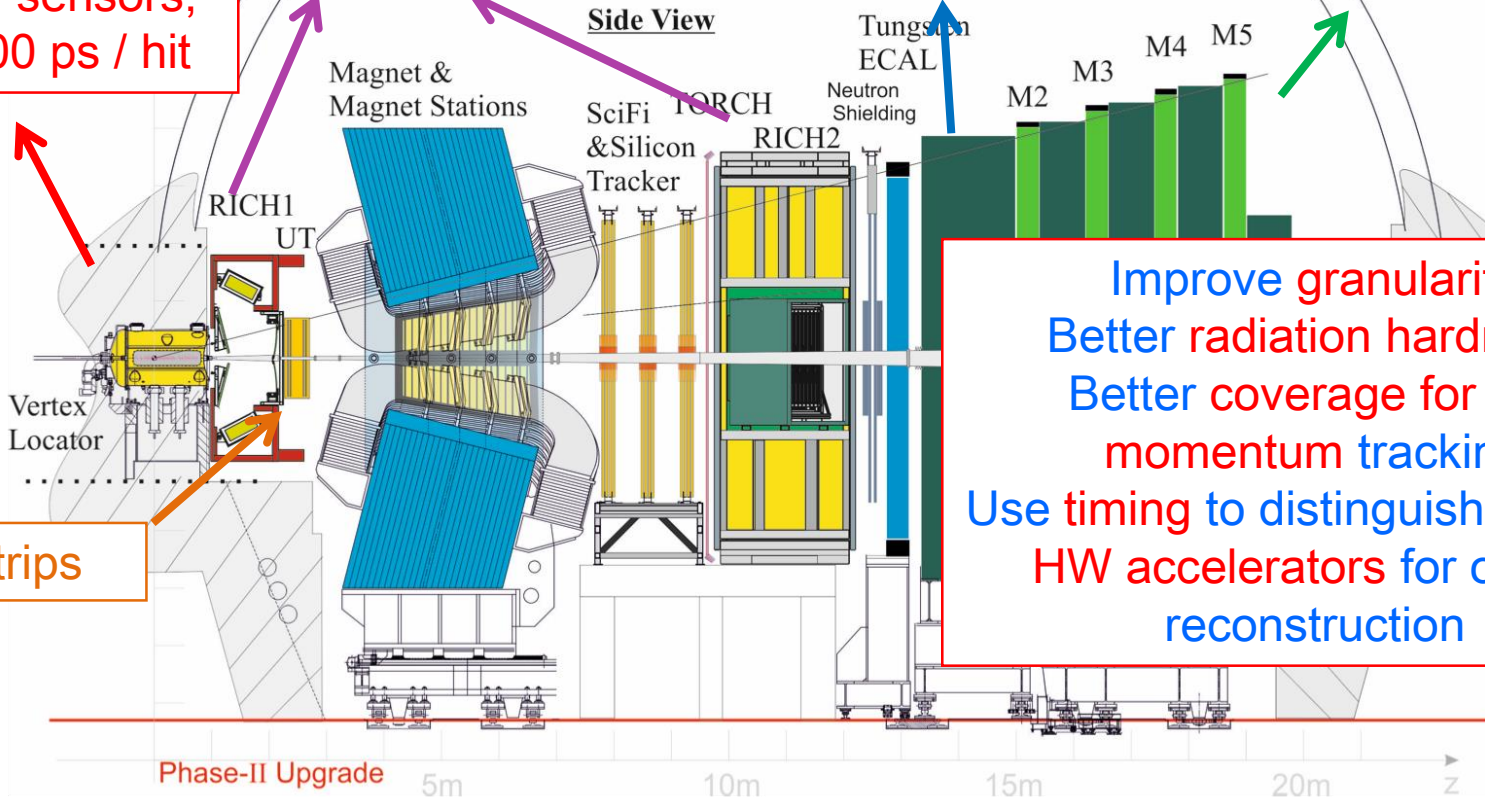 sensors,
00 ps / hit
Side View
Magnet &
Magnet Stations
SciFi
&Silicon
Tracker
TORCH
RICH2
Tungsten
ECAL
Neutron
Shielding
M2
M3
M4
M5
RICH1
UT
Vertex
Locator
trips
Improve granularit
Better radiation hard
Better coverage for
momentum trackin
Use timing to distinguish
HW accelerators for o
reconstruction
Phase-II Upgrade
5m
10m
15m
20m
z